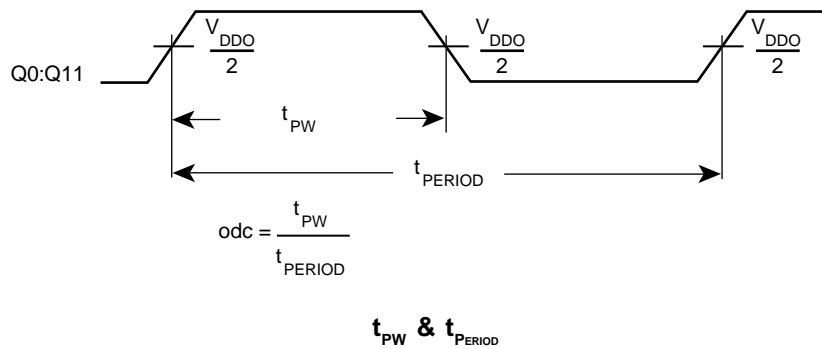 V_DDO
2
V_DDO
2
V_DDO
2
Q0:Q11
t_PW
t_PERIOD
odc = t_PW
t_PERIOD
t_PW & t_PERIOD